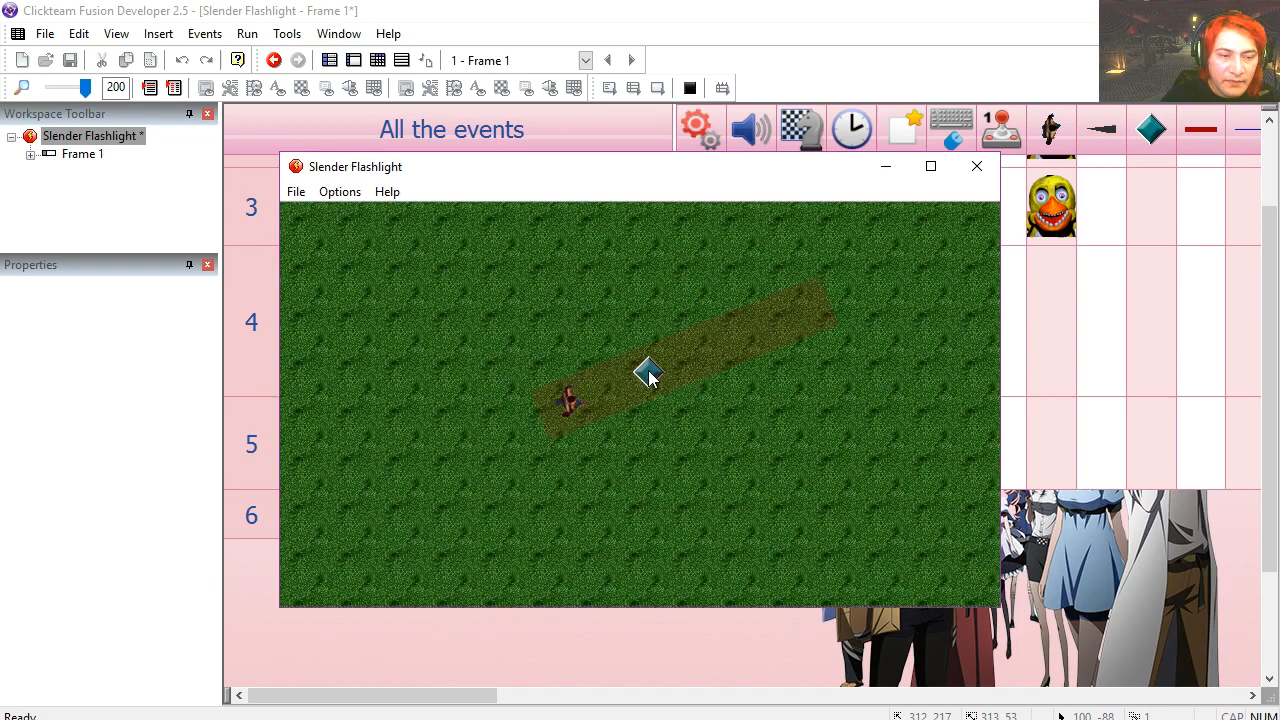 Clickteam Fusion Developer 2.5 - [Slender Flashlight - Frame 1*]
File Edit View Insert Events Run Tools Window Help
1 - Frame 1
200
Workspace Toolbar
Slender Flashlight *
Frame 1
Properties
All the events
1
3
4
5
6
Slender Flashlight
File Options Help
Ready
312, 217
313, 53
100, -88
1
CAP
NUM